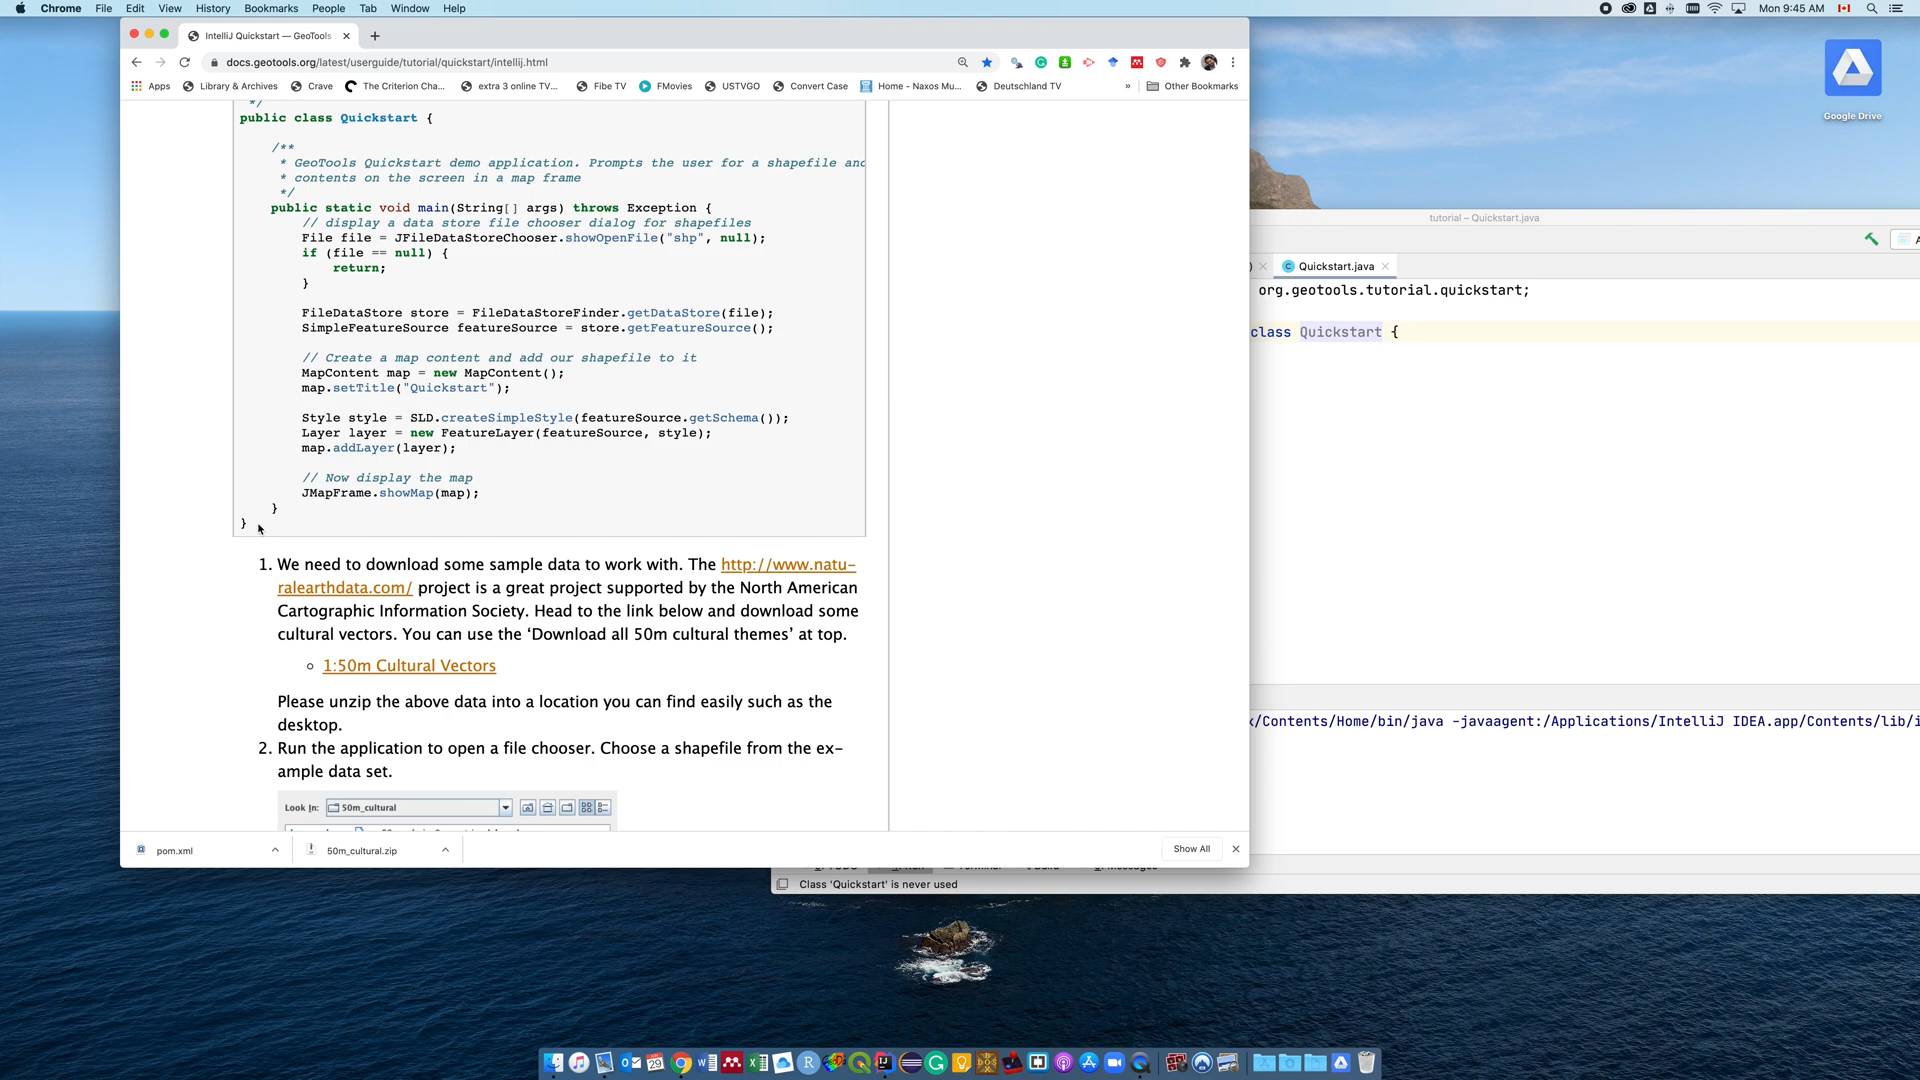 Chrome File Edit View History Bookmarks People Tab Window Help
Mon 9:45 AM
IntelliJ Quickstart — GeoTools
docs.geotools.org/latest/userguide/tutorial/quickstart/intellij.html
Apps Library & Archives Crave The Criterion Cha... extra 3 online TV... Fibe TV FMovies USTVGO Convert Case Home - Naxos Mu... Deutschland TV » Other Bookmarks
Google Drive
*/
public class Quickstart {
/**
* GeoTools Quickstart demo application. Prompts the user for a shapefile and
* contents on the screen in a map frame
*/
public static void main(String[] args) throws Exception {
// display a data store file chooser dialog for shapefiles
File file = JFileDataStoreChooser.showOpenFile("shp", null);
if (file == null) {
return;
}
FileDataStore store = FileDataStoreFinder.getDataStore(file);
SimpleFeatureSource featureSource = store.getFeatureSource();
// Create a map content and add our shapefile to it
MapContent map = new MapContent();
map.setTitle("Quickstart");
Style style = SLD.createSimpleStyle(featureSource.getSchema());
Layer layer = new FeatureLayer(featureSource, style);
map.addLayer(layer);
// Now display the map
JMapFrame.showMap(map);
}
}
1. We need to download some sample data to work with. The http://www.natu-
ralearthdata.com/ project is a great project supported by the North American
Cartographic Information Society. Head to the link below and download some
cultural vectors. You can use the ‘Download all 50m cultural themes’ at top.
1:50m Cultural Vectors
Please unzip the above data into a location you can find easily such as the
desktop.
2. Run the application to open a file chooser. Choose a shapefile from the ex-
ample data set.
Look In: 50m_cultural
pom.xml 50m_cultural.zip Show All
tutorial – Quickstart.java
) Quickstart.java
org.geotools.tutorial.quickstart;
class Quickstart {
/Contents/Home/bin/java -javaagent:/Applications/IntelliJ IDEA.app/Contents/lib/i
Class 'Quickstart' is never used